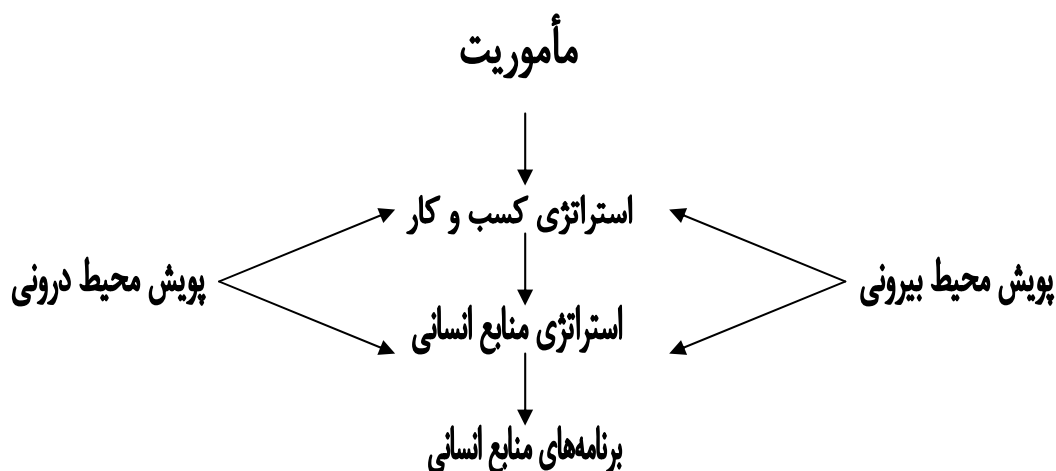 مأموریت
استراتژی کسب و کار
پویش محیط بیرونی
پویش محیط درونی
استراتژی منابع انسانی
برنامه‌های منابع انسانی